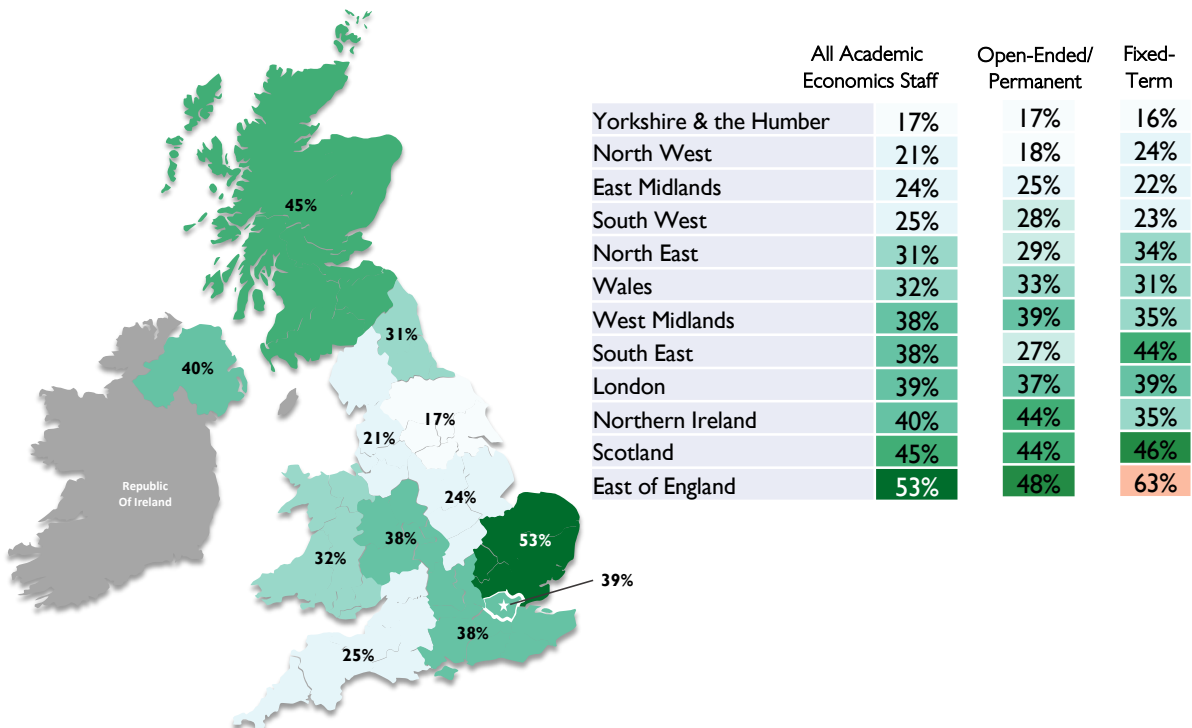 All Academic
Economics Staff
Open-Ended/
Permanent
Fixed-
Term
Yorkshire & the Humber 17% 17% 16%
North West 21% 18% 24%
East Midlands 24% 25% 22%
South West 25% 28% 23%
North East 31% 29% 34%
Wales 32% 33% 31%
West Midlands 38% 39% 35%
South East 38% 27% 44%
London 39% 37% 39%
Northern Ireland 40% 44% 35%
Scotland 45% 44% 46%
East of England 53% 48% 63%
45%
31%
40%
17%
21%
24%
Republic
Of Ireland
38%
53%
32%
39%
38%
25%